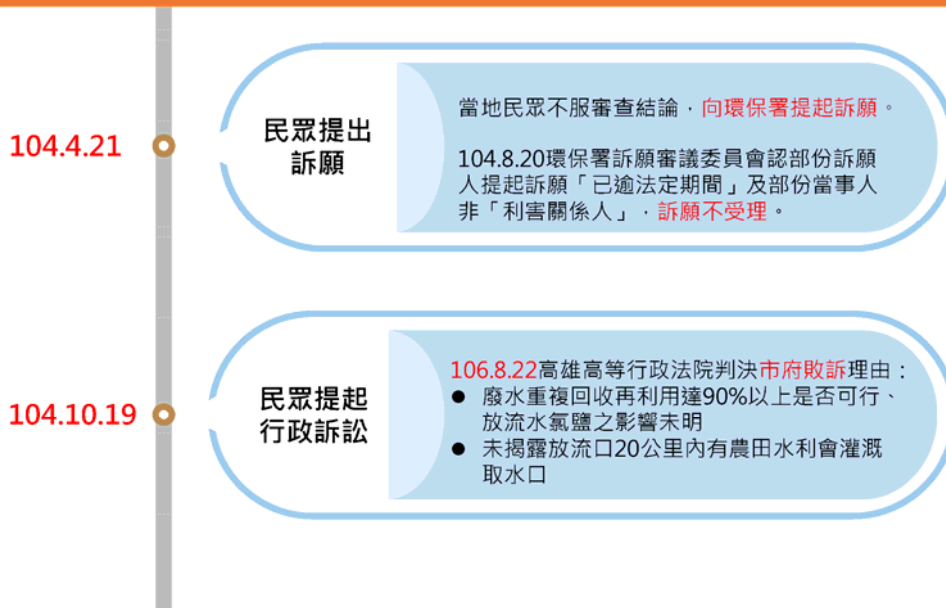 104.4.21
民眾提出
訴願
當地民眾不服審查結論，向環保署提起訴願。
104.8.20環保署訴願審議委員會認部份訴願
人提起訴願「已逾法定期間」及部份當事人
非「利害關係人」，訴願不受理。
104.10.19
民眾提起
行政訴訟
106.8.22高雄高等行政法院判決市府敗訴理由：
● 廢水重複回收再利用達90%以上是否可行、
放流水氯鹽之影響未明
● 未揭露放流口20公里內有農田水利會灌溉
取水口